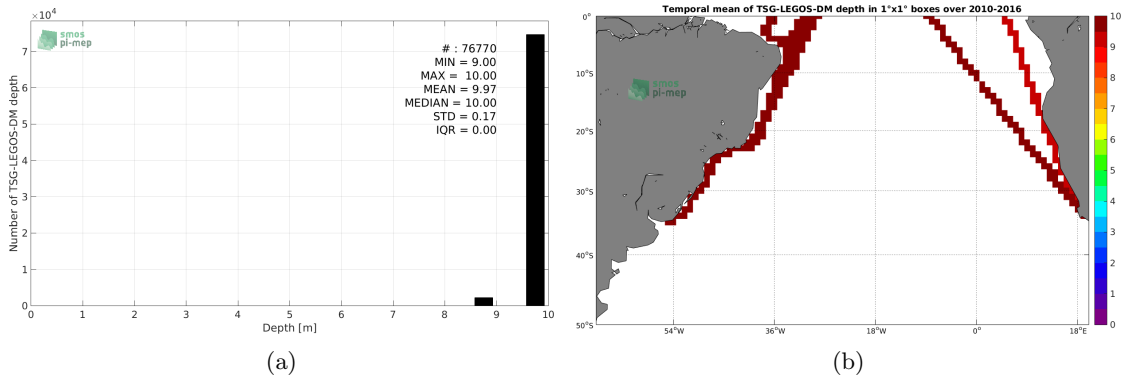 ×10⁴
smos
pi-mep
# : 76770
MIN = 9.00
MAX = 10.00
MEAN = 9.97
MEDIAN = 10.00
STD = 0.17
IQR = 0.00
Number of TSG-LEGOS-DM depth
7
6
5
4
3
2
1
0
0 1 2 3 4 5 6 7 8 9 10
Depth [m]
(a)
Temporal mean of TSG-LEGOS-DM depth in 1°x1° boxes over 2010-2016
smos
pi-mep
0°
10°S
20°S
30°S
40°S
50°S
54°W 36°W 18°W 0° 18°E
10
9
8
7
6
5
4
3
2
1
0
(b)